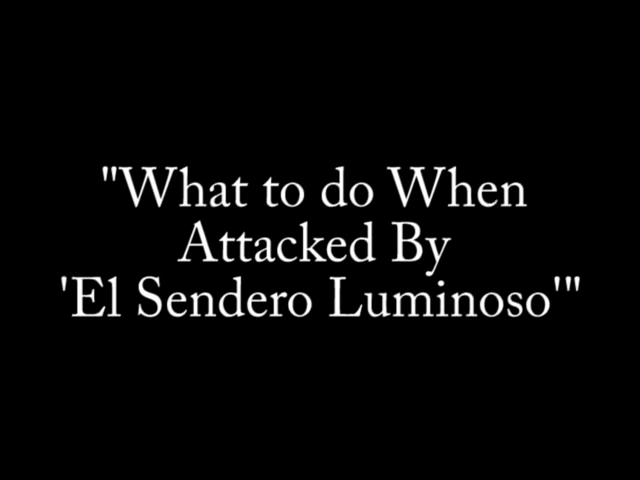 "What to do When
Attacked By
'El Sendero Luminoso'"